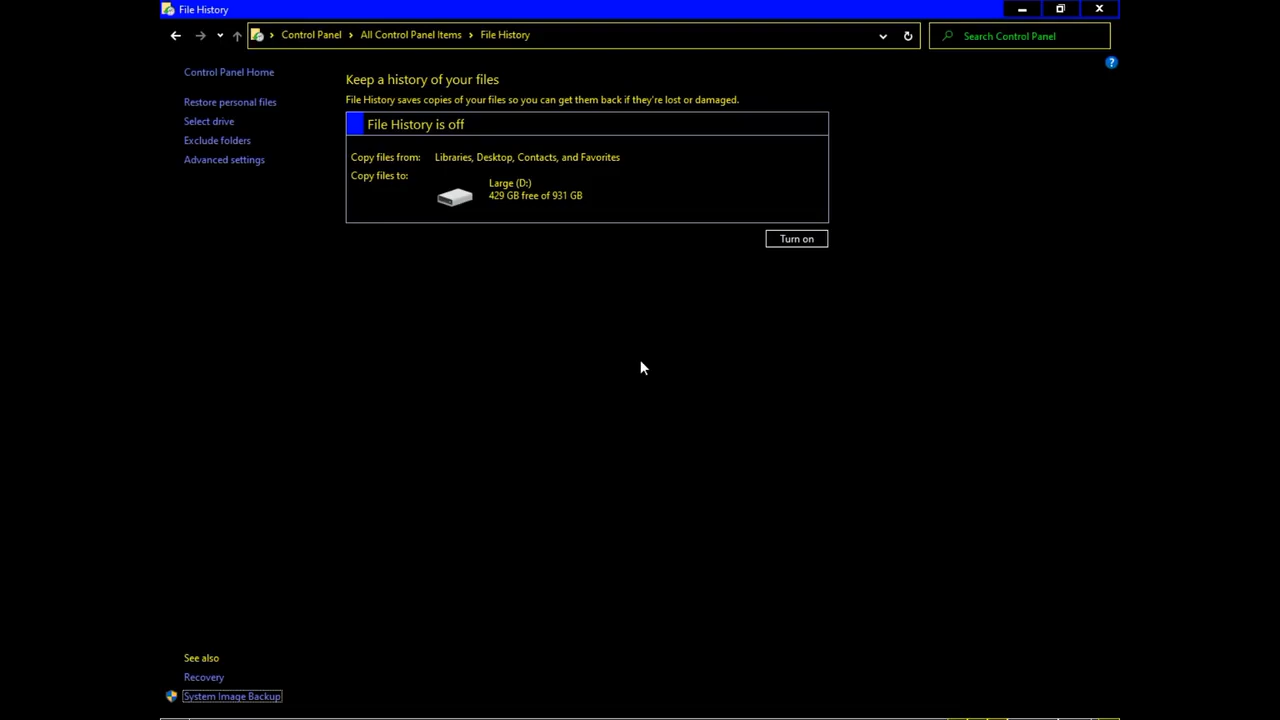 File History
Control Panel > All Control Panel Items > File History
Search Control Panel
?
Control Panel Home
Restore personal files
Select drive
Exclude folders
Advanced settings
Keep a history of your files
File History saves copies of your files so you can get them back if they're lost or damaged.
File History is off
Copy files from: Libraries, Desktop, Contacts, and Favorites
Copy files to:
Large (D:)
429 GB free of 931 GB
Turn on
See also
Recovery
System Image Backup